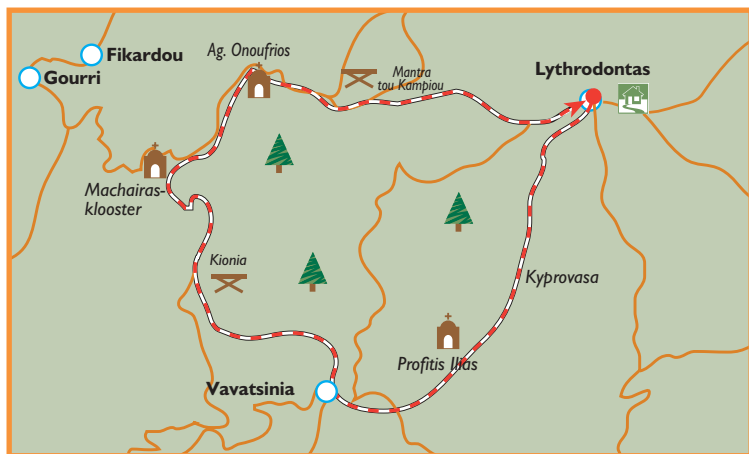 Fikardou
Gourri
Ag. Onoufrios
Mantra
tou Kampiou
Lythrodontas
Machairas-
klooster
Kionia
Kyprovasa
Profitis Ilias
Vavatsinia